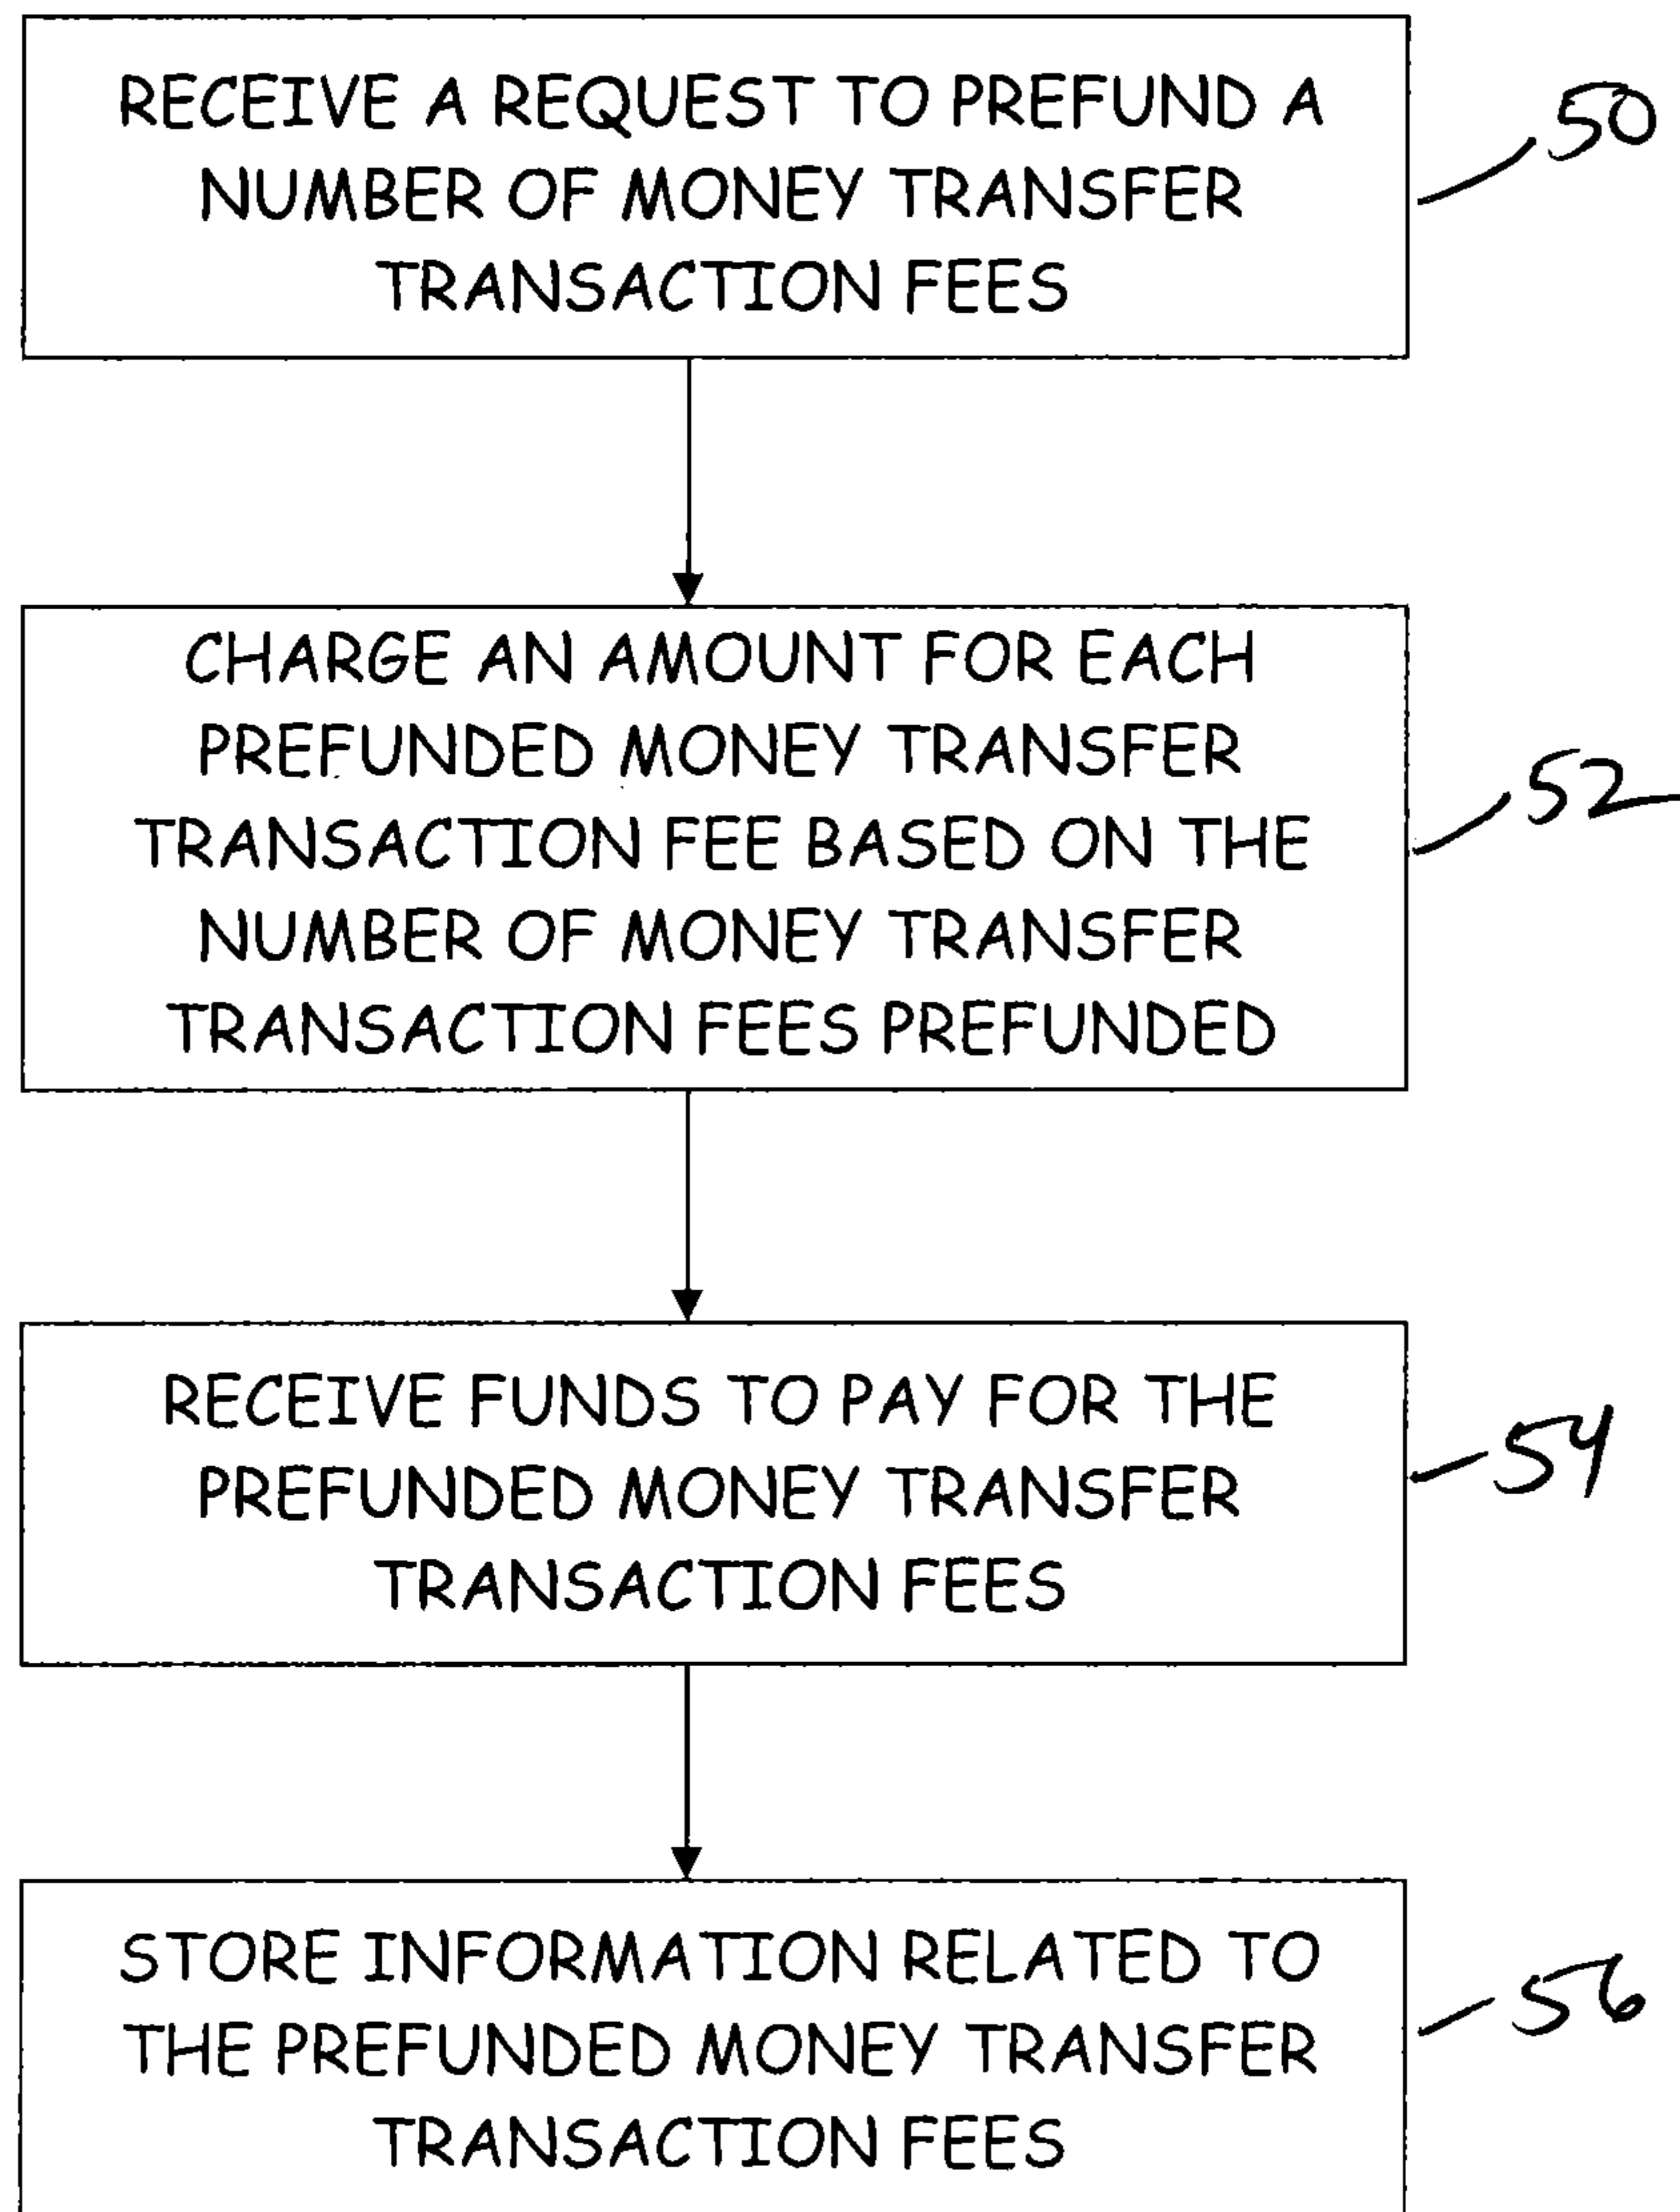 RECEIVE A REQUEST TO PREFUND A
NUMBER OF MONEY TRANSFER
TRANSACTION FEES
50
CHARGE AN AMOUNT FOR EACH
PREFUNDED MONEY TRANSFER
TRANSACTION FEE BASED ON THE
NUMBER OF MONEY TRANSFER
TRANSACTION FEES PREFUNDED
52
RECEIVE FUNDS TO PAY FOR THE
PREFUNDED MONEY TRANSFER
TRANSACTION FEES
54
STORE INFORMATION RELATED TO
THE PREFUNDED MONEY TRANSFER
TRANSACTION FEES
56